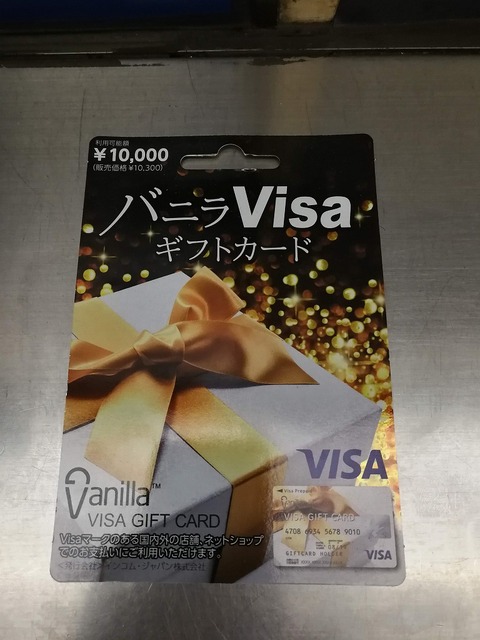 利用可能額
¥10,000
(販売価格 ¥10,300)
バニラVisa
ギフトカード
VISA
Vanilla™
VISA GIFT CARD
Visaマークのある国内外の店舗、ネットショップ
でのお支払いにご利用いただけます。
Visa Prepaid
VISA GIFT CARD
4708 6934 5678 9010
GIFTCARD HOLDER
VISA